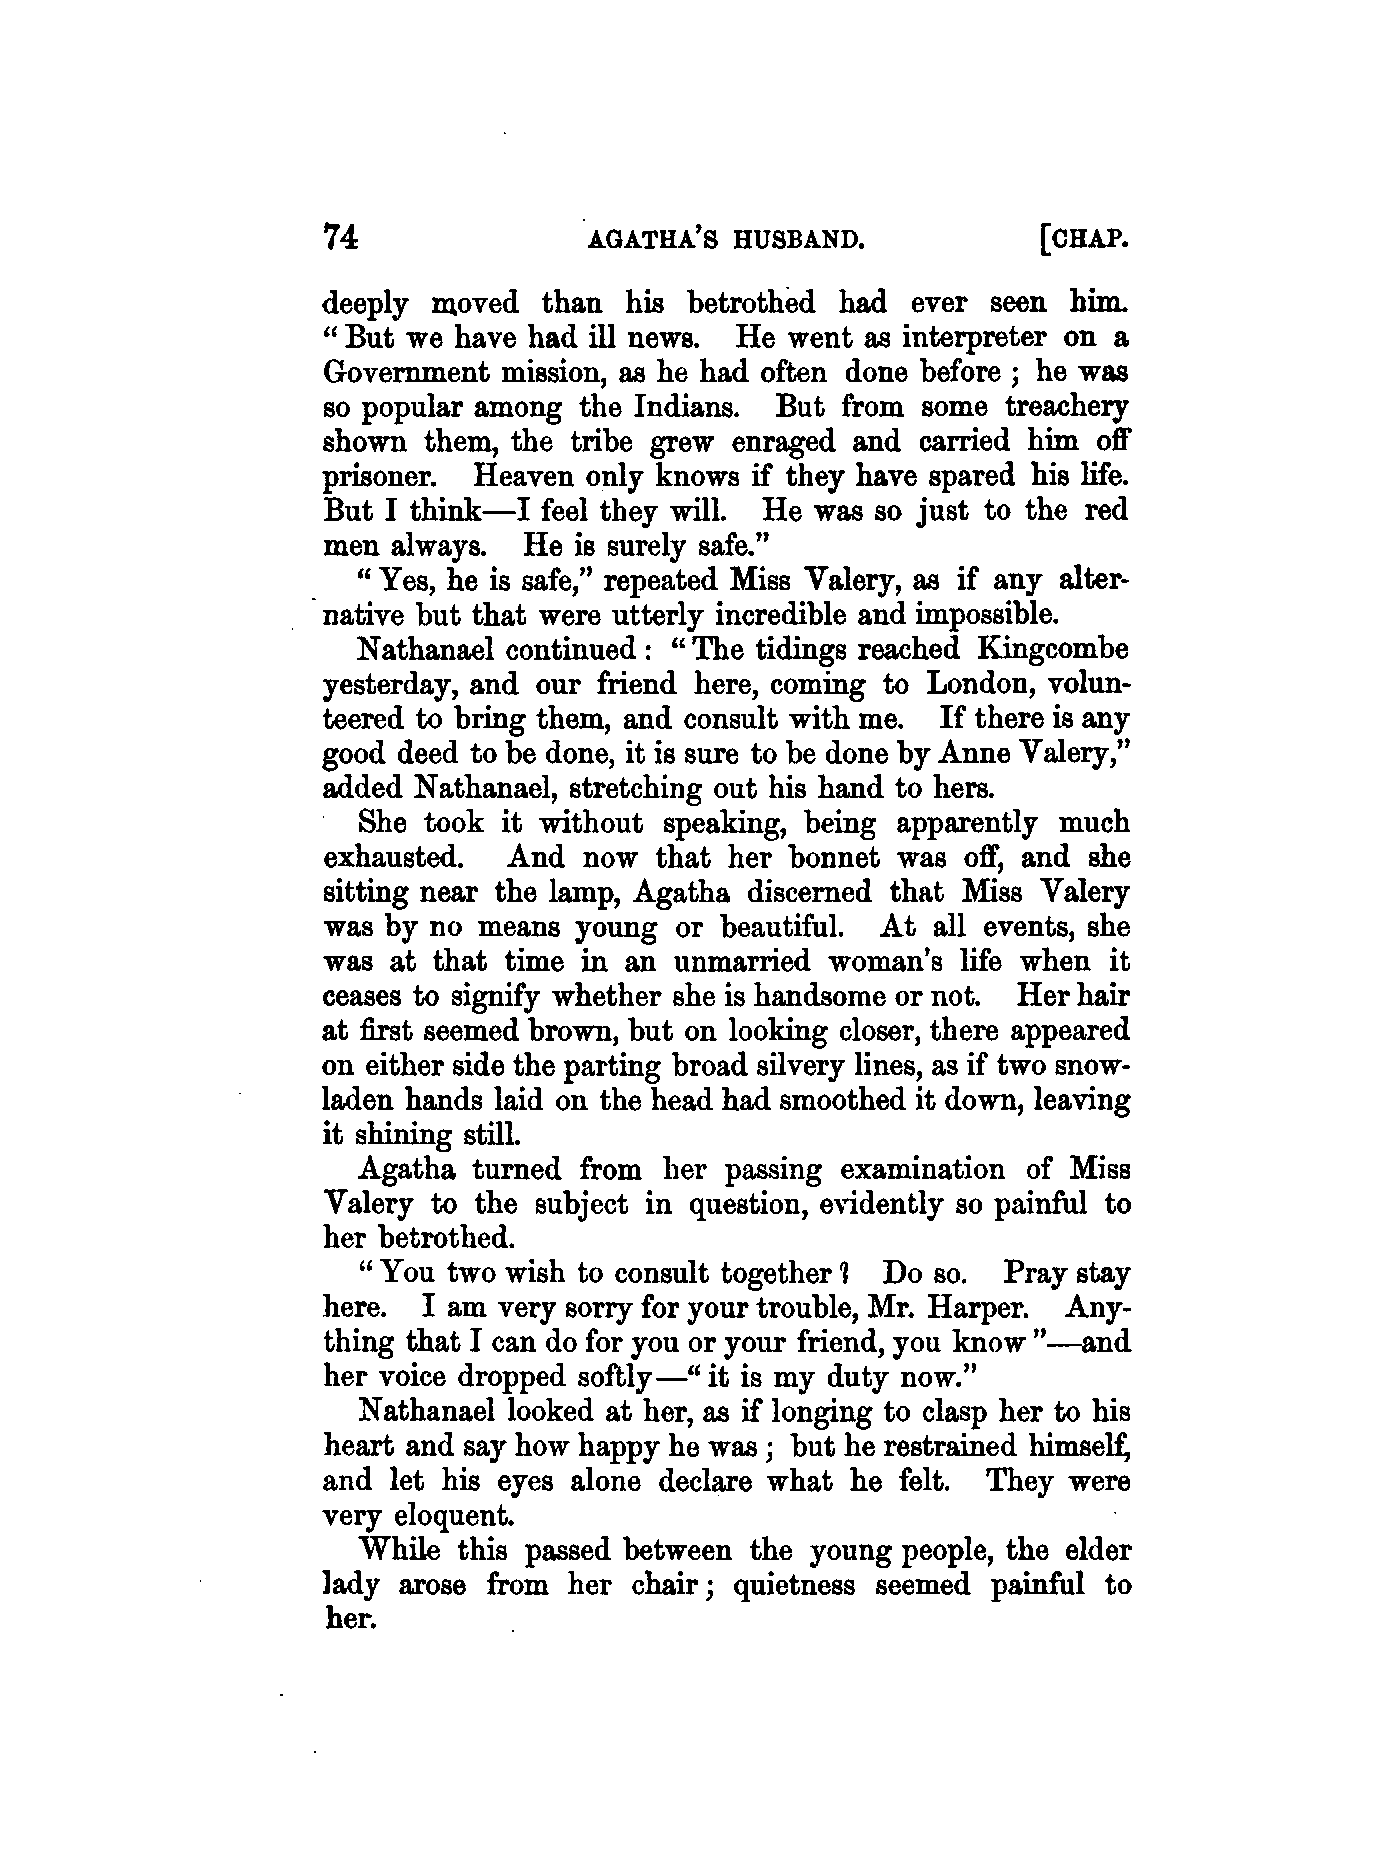 74 AGATHA'S HUSBAND. [CHAP.
deeply moved than his betrothed had ever seen him.
“But we have had ill news. He went as interpreter on a
Government mission, as he had often done before; he was
so popular among the Indians. But from some treachery
shown them, the tribe grew enraged and carried him off
prisoner. Heaven only knows if they have spared his life.
But I think—I feel they will. He was so just to the red
men always. He is surely safe.”
“Yes, he is safe,” repeated Miss Valery, as if any alter-
native but that were utterly incredible and impossible.
Nathanael continued: “The tidings reached Kingcombe
yesterday, and our friend here, coming to London, volun-
teered to bring them, and consult with me. If there is any
good deed to be done, it is sure to be done by Anne Valery,”
added Nathanael, stretching out his hand to hers.
She took it without speaking, being apparently much
exhausted. And now that her bonnet was off, and she
sitting near the lamp, Agatha discerned that Miss Valery
was by no means young or beautiful. At all events, she
was at that time in an unmarried woman's life when it
ceases to signify whether she is handsome or not. Her hair
at first seemed brown, but on looking closer, there appeared
on either side the parting broad silvery lines, as if two snow-
laden hands laid on the head had smoothed it down, leaving
it shining still.
Agatha turned from her passing examination of Miss
Valery to the subject in question, evidently so painful to
her betrothed.
“You two wish to consult together? Do so. Pray stay
here. I am very sorry for your trouble, Mr. Harper. Any-
thing that I can do for you or your friend, you know”—and
her voice dropped softly—“it is my duty now.”
Nathanael looked at her, as if longing to clasp her to his
heart and say how happy he was; but he restrained himself,
and let his eyes alone declare what he felt. They were
very eloquent.
While this passed between the young people, the elder
lady arose from her chair; quietness seemed painful to
her.